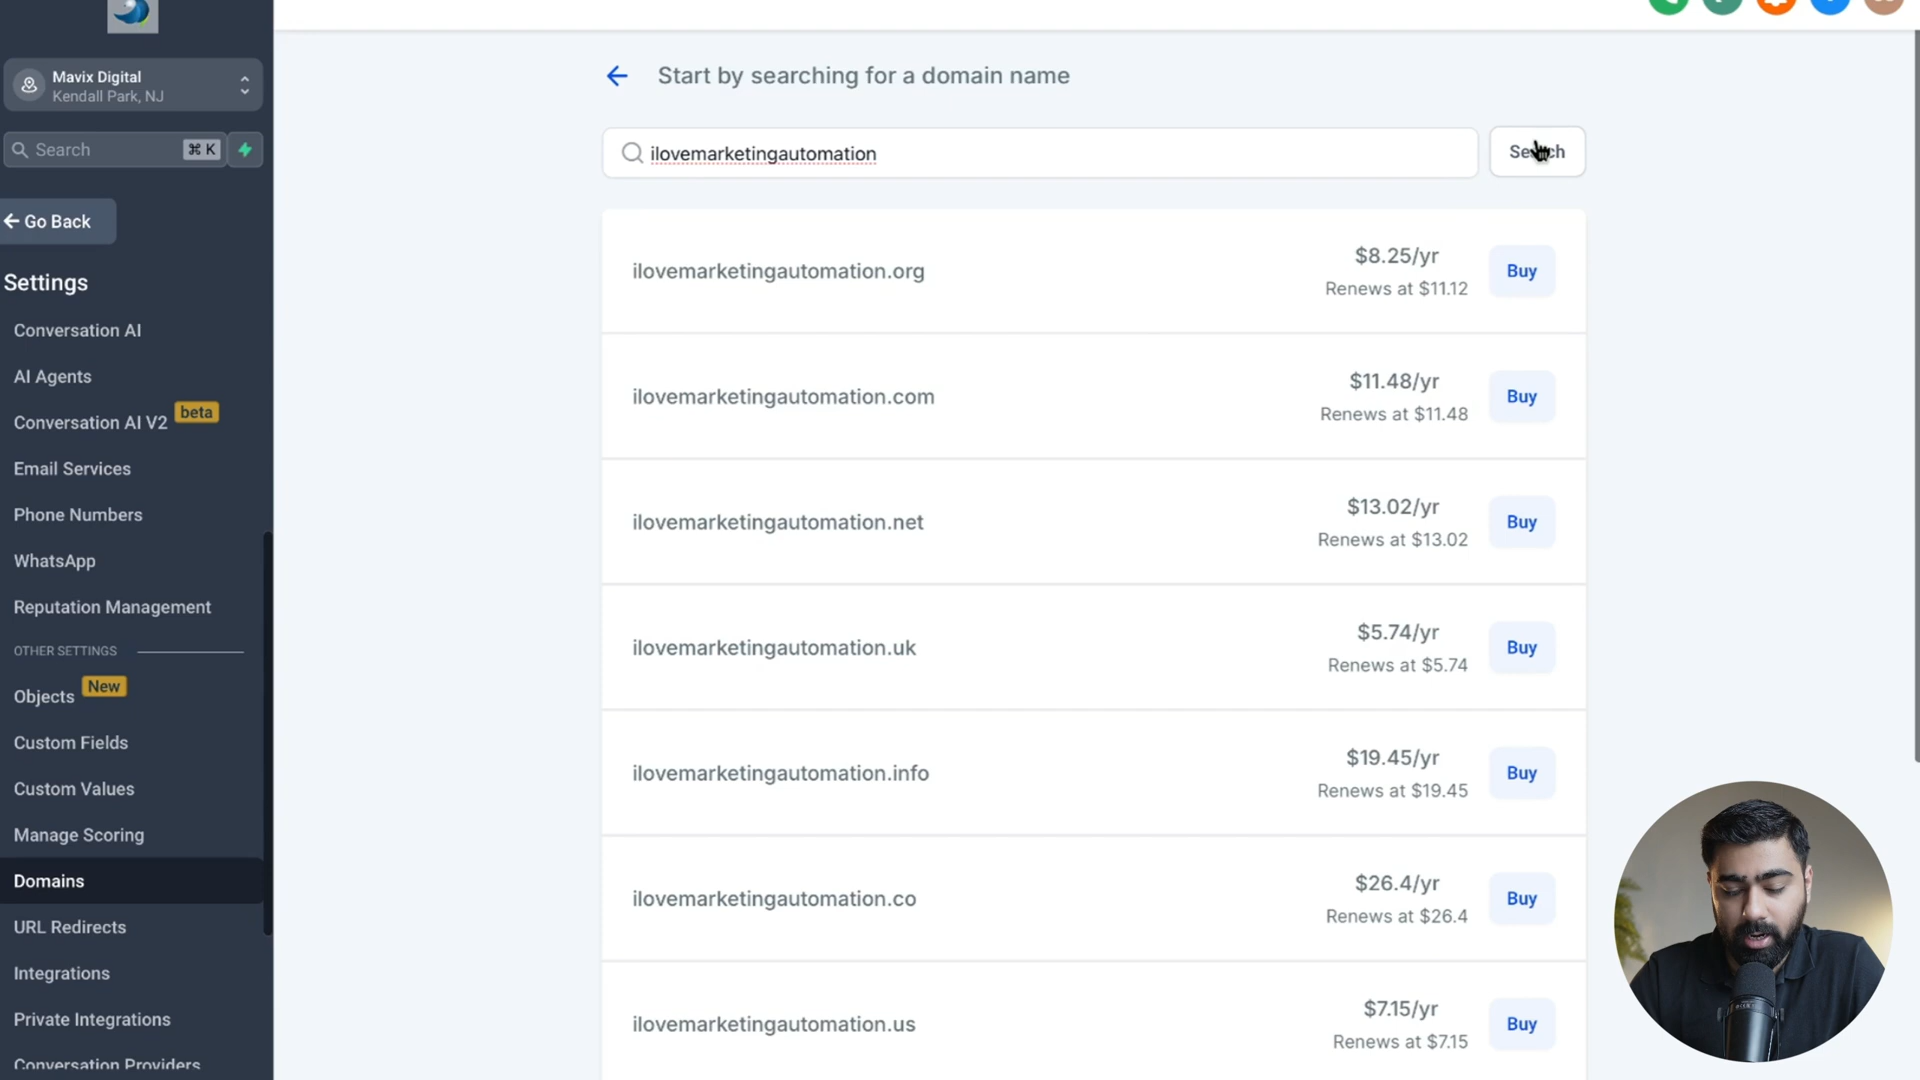 Mavix Digital
Kendall Park, NJ
Search ⌘ K
← Go Back
Settings
Conversation AI
AI Agents
Conversation AI V2 beta
Email Services
Phone Numbers
WhatsApp
Reputation Management
OTHER SETTINGS
Objects New
Custom Fields
Custom Values
Manage Scoring
Domains
URL Redirects
Integrations
Private Integrations
Conversation Providers
Start by searching for a domain name
ilovemarketingautomation
Search
ilovemarketingautomation.org
$8.25/yr
Renews at $11.12
Buy
ilovemarketingautomation.com
$11.48/yr
Renews at $11.48
Buy
ilovemarketingautomation.net
$13.02/yr
Renews at $13.02
Buy
ilovemarketingautomation.uk
$5.74/yr
Renews at $5.74
Buy
ilovemarketingautomation.info
$19.45/yr
Renews at $19.45
Buy
ilovemarketingautomation.co
$26.4/yr
Renews at $26.4
Buy
ilovemarketingautomation.us
$7.15/yr
Renews at $7.15
Buy